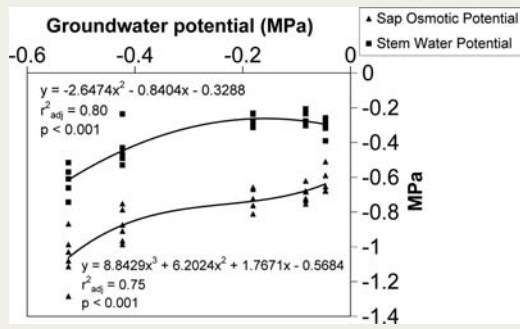 Groundwater potential (MPa)
▲ Sap Osmotic Potential
■ Stem Water Potential
-0.6 -0.4 -0.2 0
0
-0.2
-0.4
-0.6
-0.8
-1
-1.2
-1.4
MPa
y = -2.6474x² - 0.8404x - 0.3288
r²adj = 0.80
p < 0.001
y = 8.8429x³ + 6.2024x² + 1.7671x - 0.5684
r²adj = 0.75
p < 0.001